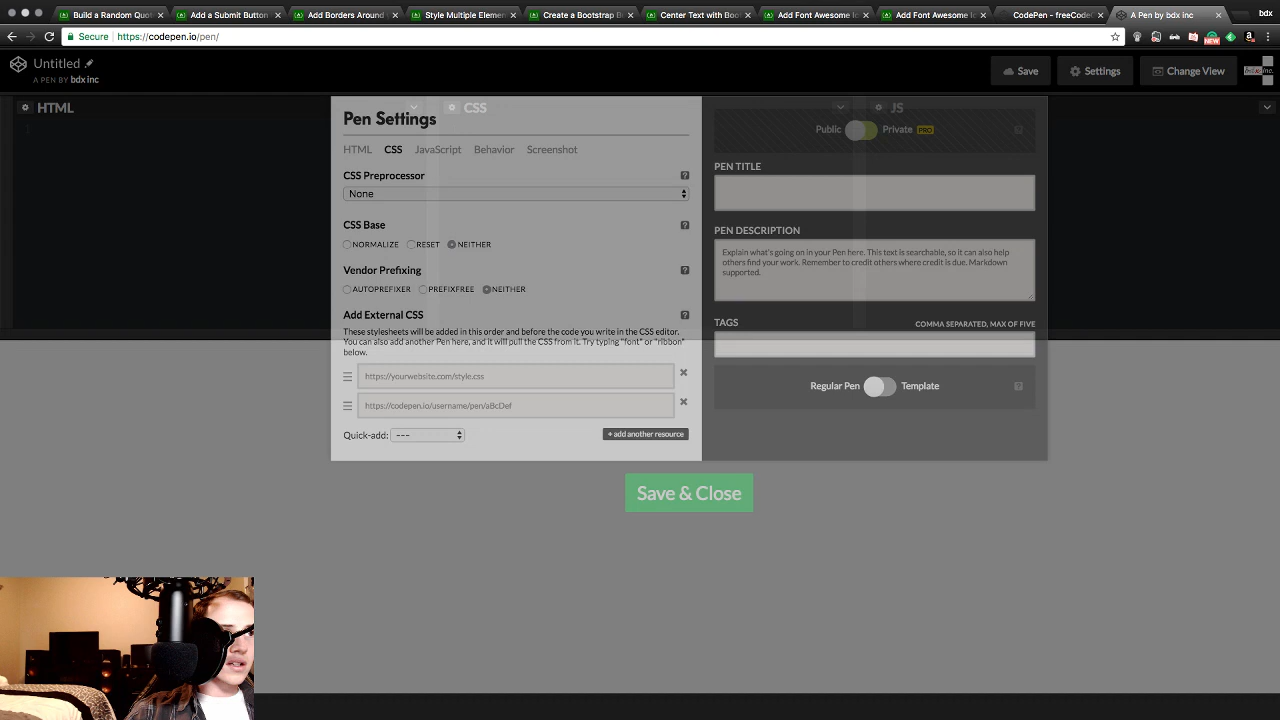 Build a Random Quot
Add a Submit Button
Add Borders Around
Style Multiple Elemen
Create a Bootstrap B
Center Text with Boo
Add Font Awesome Ic
Add Font Awesome Ic
CodePen - freeCodeC
A Pen by bdx inc
bdx
Secure
https://codepen.io/pen/
NEW
Untitled
A PEN BY bdx inc
Save
Settings
Change View
HTML
CSS
JS
Pen Settings
HTML CSS JavaScript Behavior Screenshot
CSS Preprocessor
None
CSS Base
NORMALIZE RESET NEITHER
Vendor Prefixing
AUTOPREFIXER PREFIXFREE NEITHER
Add External CSS
These stylesheets will be added in this order and before the code you write in the CSS editor.
You can also add another Pen here, and it will pull the CSS from it. Try typing "font" or "ribbon"
below.
https://yourwebsite.com/style.css
https://codepen.io/username/pen/aBcDef
Quick-add: ---
+ add another resource
Public Private PRO
PEN TITLE
PEN DESCRIPTION
Explain what's going on in your Pen here. This text is searchable, so it can also help
others find your work. Remember to credit others where credit is due. Markdown
supported.
TAGS
COMMA SEPARATED, MAX OF FIVE
Regular Pen Template
Save & Close